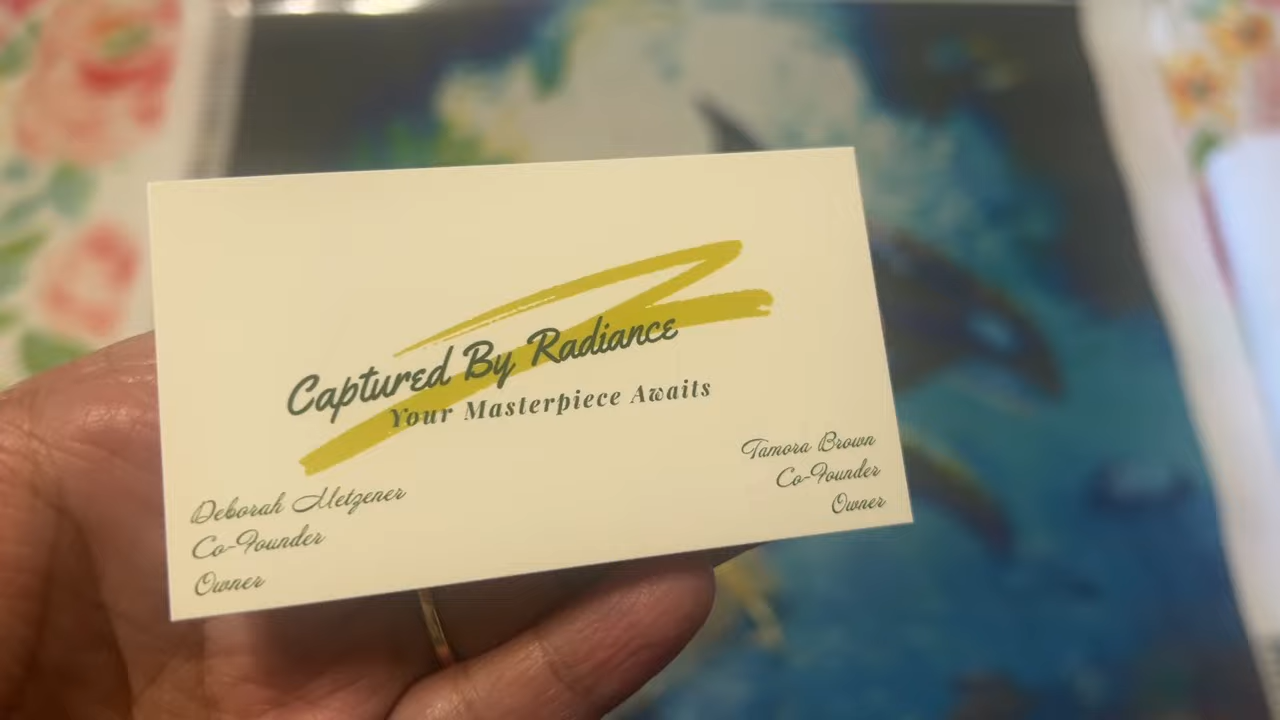 Captured By Radiance
Your Masterpiece Awaits
Deborah Metzener
Co-Founder
Owner
Tamora Brown
Co-Founder
Owner